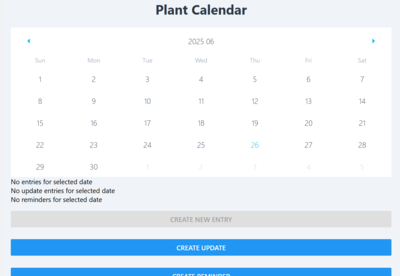 Plant Calendar
2025.06
Sun Mon Tue Wed Thu Fri Sat
1 2 3 4 5 6 7
8 9 10 11 12 13 14
15 16 17 18 19 20 21
22 23 24 25 26 27 28
29 30 1 2 3 4 5
No entries for selected date
No update entries for selected date
No reminders for selected date
CREATE NEW ENTRY
CREATE UPDATE
CREATE REMINDER